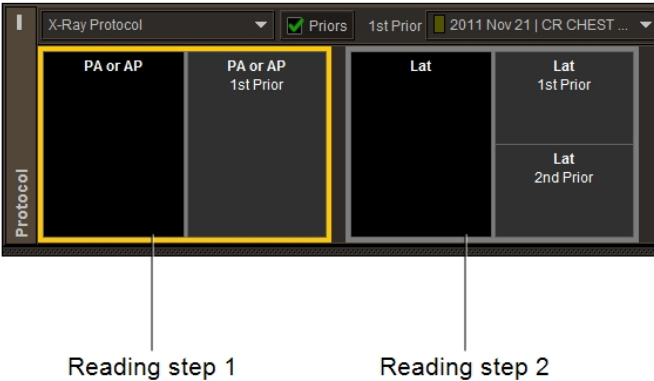 X-Ray Protocol Priors 1st Prior 2011 Nov 21 | CR CHEST ...
Protocol
PA or AP
PA or AP
1st Prior
Lat
Lat
1st Prior
Lat
2nd Prior
Reading step 1
Reading step 2